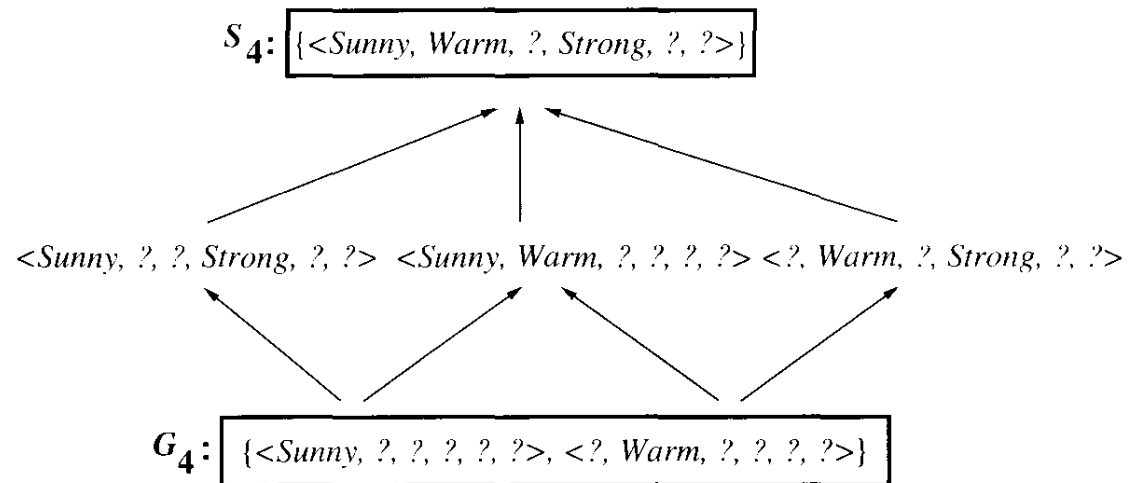 S4: {<Sunny, Warm, ?, Strong, ?, ?>}
<Sunny, ?, ?, Strong, ?, ?> <Sunny, Warm, ?, ?, ?, ?> <?, Warm, ?, Strong, ?, ?>
G4: {<Sunny, ?, ?, ?, ?, ?>, <?, Warm, ?, ?, ?, ?>}